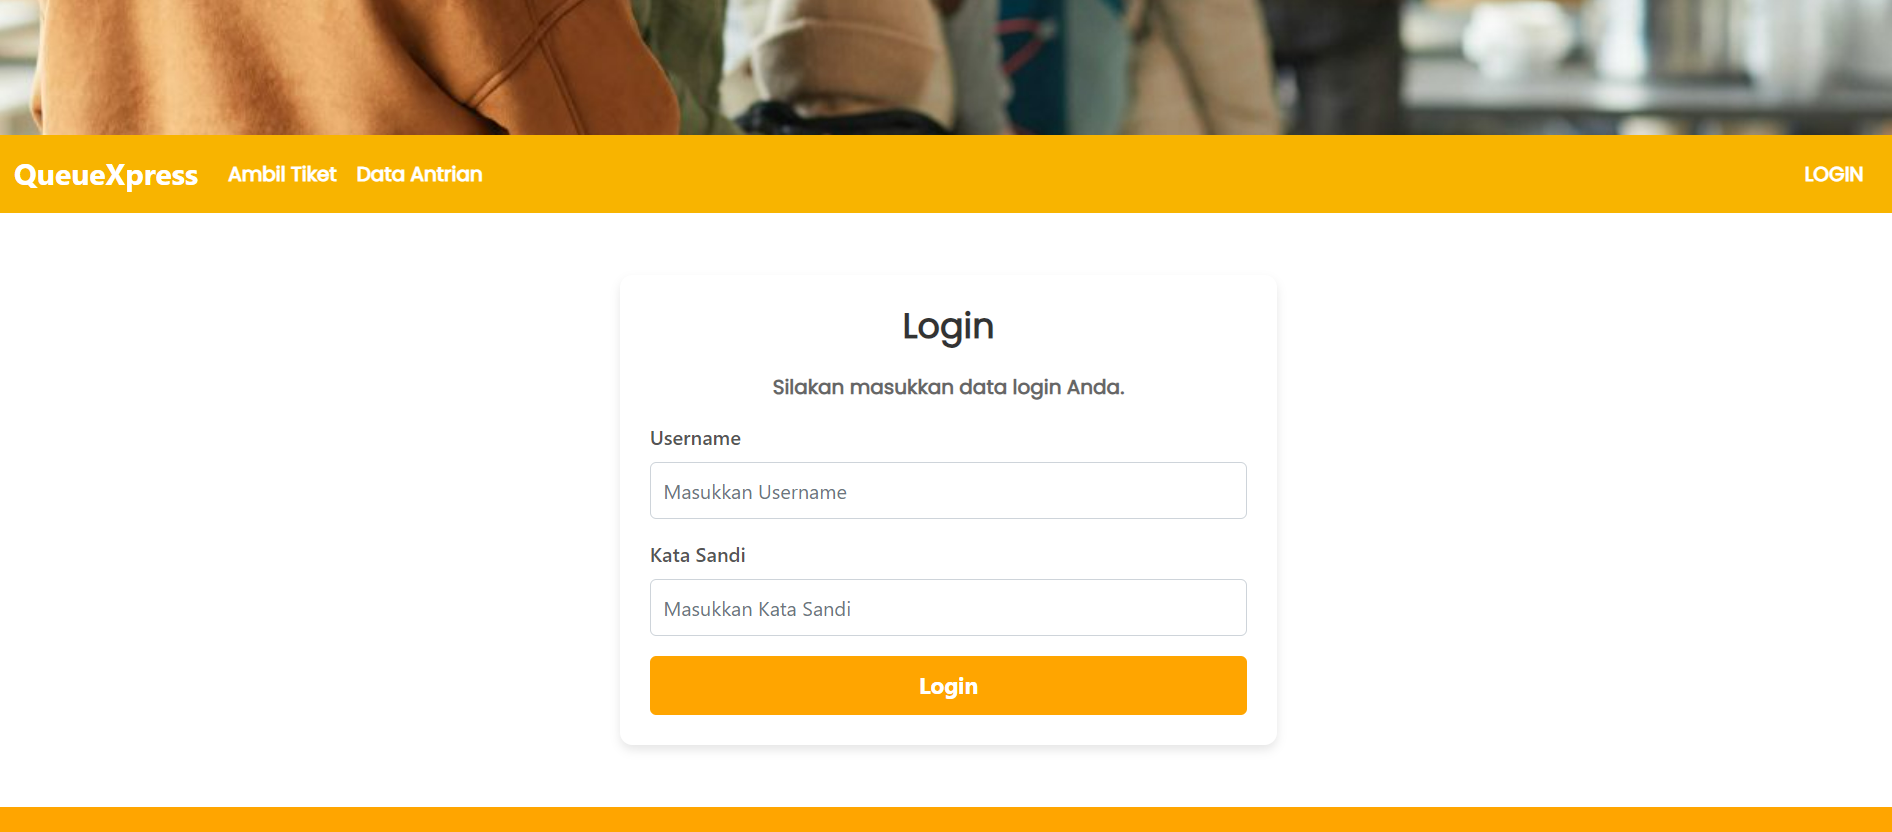 QueueXpress Ambil Tiket Data Antrian LOGIN
Login
Silakan masukkan data login Anda.
Username
Masukkan Username
Kata Sandi
Masukkan Kata Sandi
Login